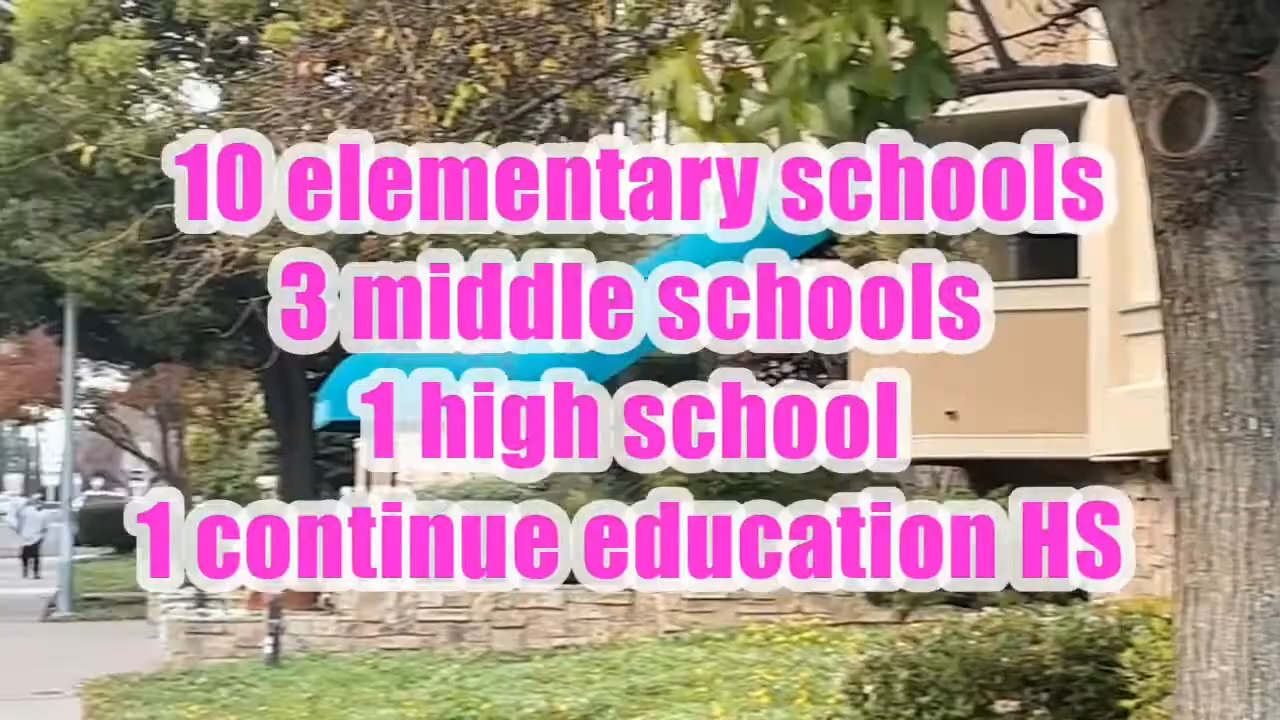 10 elementary schools
3 middle schools
1 high school
1 continue education HS